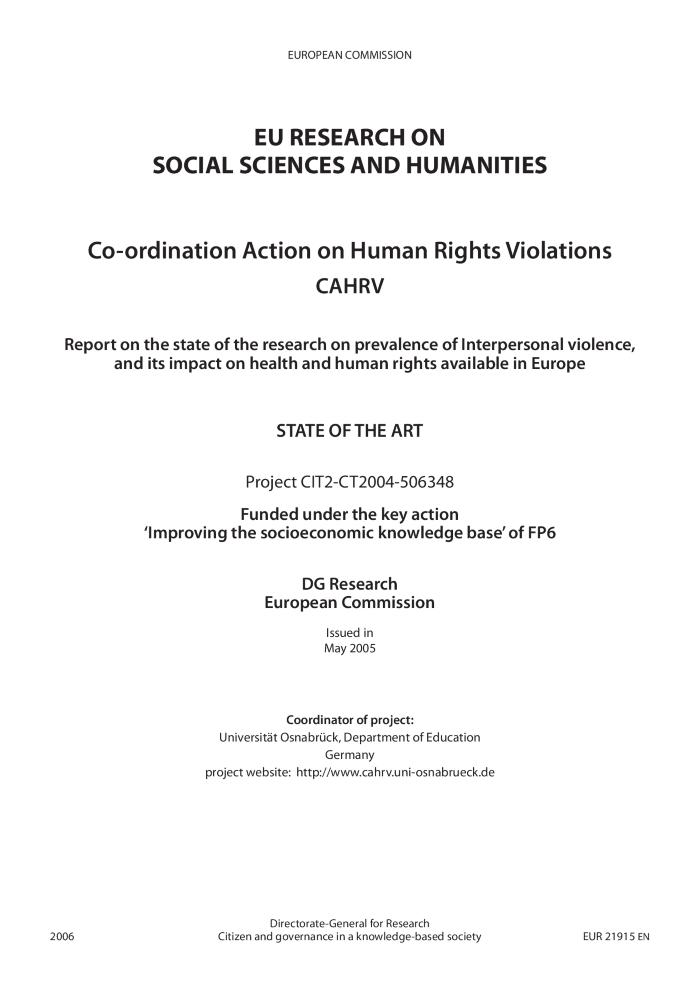 EUROPEAN COMMISSION
EU RESEARCH ON
SOCIAL SCIENCES AND HUMANITIES
Co-ordination Action on Human Rights Violations
CAHRV
Report on the state of the research on prevalence of Interpersonal violence,
and its impact on health and human rights available in Europe
STATE OF THE ART
Project CIT2-CT2004-506348
Funded under the key action
‘Improving the socioeconomic knowledge base’ of FP6
DG Research
European Commission
Issued in
May 2005
Coordinator of project:
Universität Osnabrück, Department of Education
Germany
project website: http://www.cahrv.uni-osnabrueck.de
Directorate-General for Research
2006 Citizen and governance in a knowledge-based society EUR 21915 EN